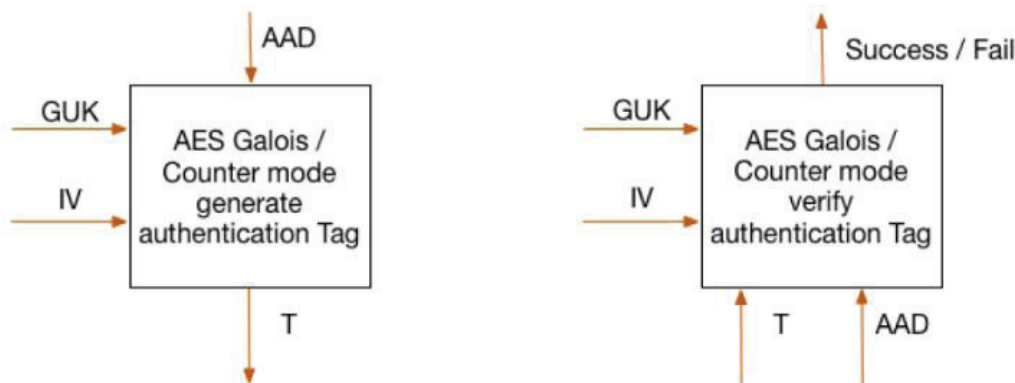 AAD
GUK
IV
AES Galois /
Counter mode
generate
authentication Tag
T
Success / Fail
GUK
IV
AES Galois /
Counter mode
verify
authentication Tag
T
AAD